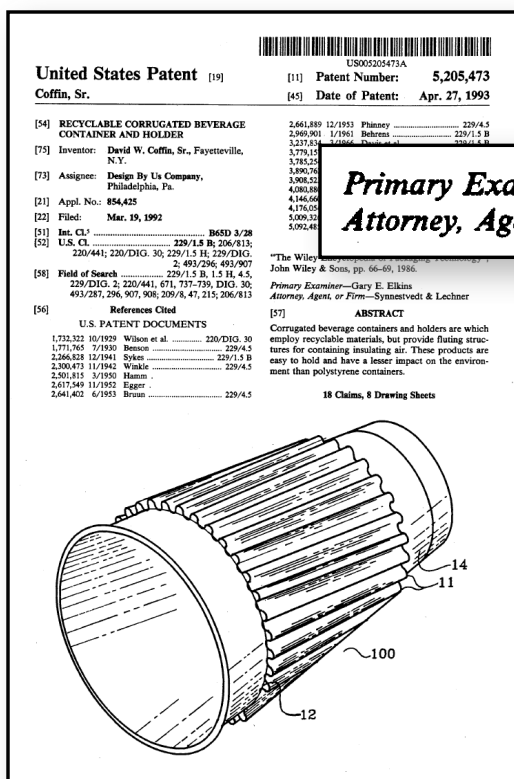 US005205473A
United States Patent [19]
Coffin, Sr.
[11] Patent Number: 5,205,473
[45] Date of Patent: Apr. 27, 1993
[54] RECYCLABLE CORRUGATED BEVERAGE
CONTAINER AND HOLDER
[75] Inventor: David W. Coffin, Sr., Fayetteville,
N.Y.
[73] Assignee: Design By Us Company,
Philadelphia, Pa.
[21] Appl. No.: 854,425
[22] Filed: Mar. 19, 1992
[51] Int. Cl.⁵ .......... B65D 3/28
[52] U.S. Cl. .......... 229/1.5 B; 206/813;
220/441; 220/DIG. 30; 229/1.5 H; 229/DIG.
2; 493/296; 493/907
[58] Field of Search .......... 229/1.5 B, 1.5 H, 4.5,
229/DIG. 2; 220/441, 671, 737-739, DIG. 30;
493/287, 296, 907, 908; 209/8, 47, 215; 206/813
[56] References Cited
U.S. PATENT DOCUMENTS
1,732,322 10/1929 Wilson et al. .......... 220/DIG. 30
1,771,765 7/1930 Benson .......... 229/4.5
2,266,828 12/1941 Sykes .......... 229/1.5 B
2,300,473 11/1942 Winkle .......... 229/4.5
2,501,815 3/1950 Hamm .
2,617,549 11/1952 Egger .
2,641,402 6/1953 Bruun .......... 229/4.5
2,661,889 12/1953 Phinney .......... 229/4.5
2,969,901 1/1961 Behrens .......... 229/1.5 B
Primary Exa
Attorney, Ag
John Wiley & Sons, pp. 66-69, 1986.
Primary Examiner—Gary E. Elkins
Attorney, Agent, or Firm—Synnestvedt & Lechner
[57] ABSTRACT
Corrugated beverage containers and holders are which
employ recyclable materials, but provide fluting struc-
tures for containing insulating air. These products are
easy to hold and have a lesser impact on the environ-
ment than polystyrene containers.
18 Claims, 8 Drawing Sheets
14
11
100
12